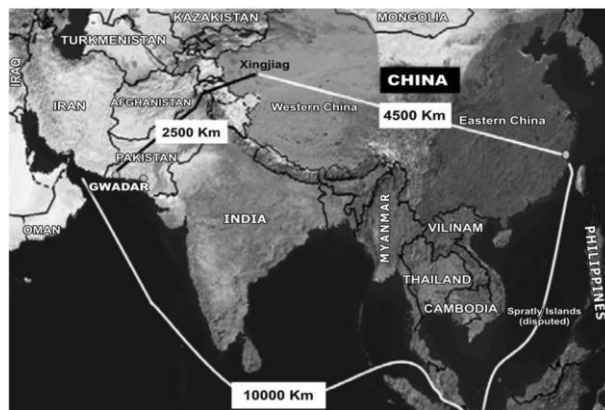 KAZAKISTAN
MONGOLIA
TURKMENISTAN
Xingjiag
CHINA
IRAQ
IRAN
AFGHANISTAN
Western China
4500 Km
Eastern China
2500 Km
PAKISTAN
GWADAR
OMAN
INDIA
MYANMAR
VILINAM
PHILIPPINES
THAILAND
CAMBODIA
Spratly Islands
(disputed)
10000 Km